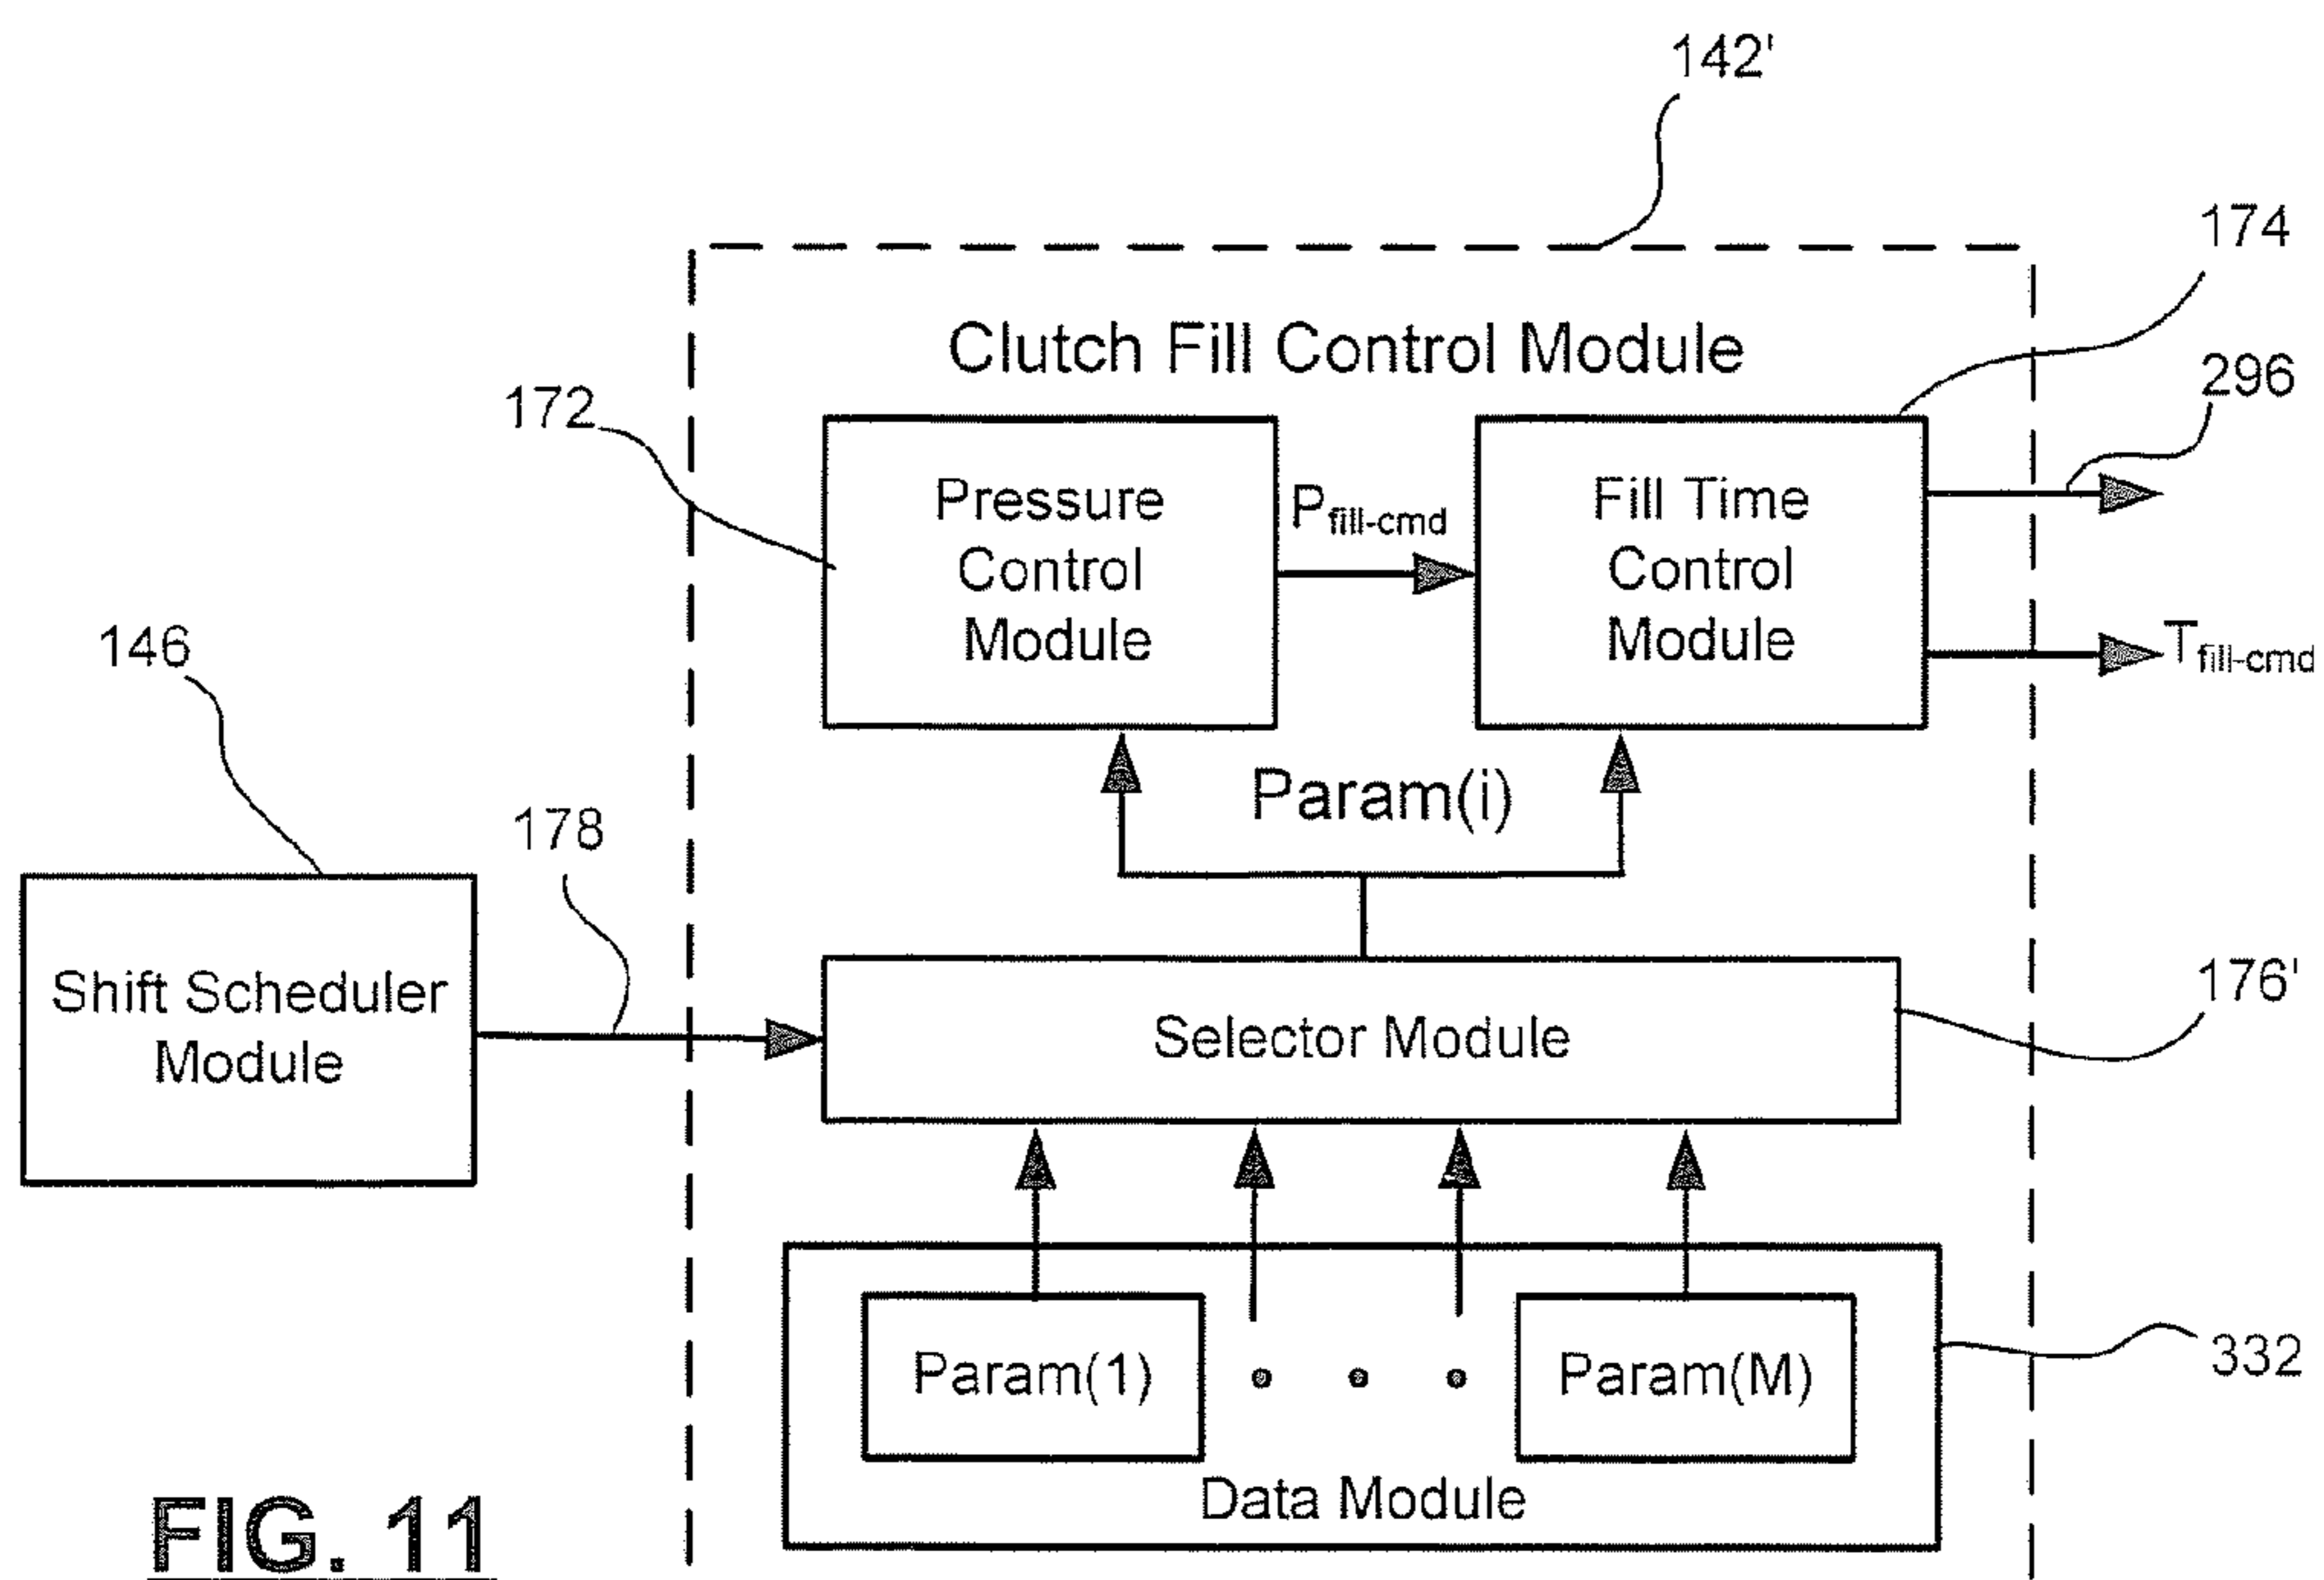 142'
174
Clutch Fill Control Module
296
172
Pressure
Control
Module
Pfill-cmd
Fill Time
Control
Module
Tfill-cmd
146
178
Param(i)
Shift Scheduler
Module
Selector Module
176'
Param(1)
Param(M)
332
Data Module
FIG. 11